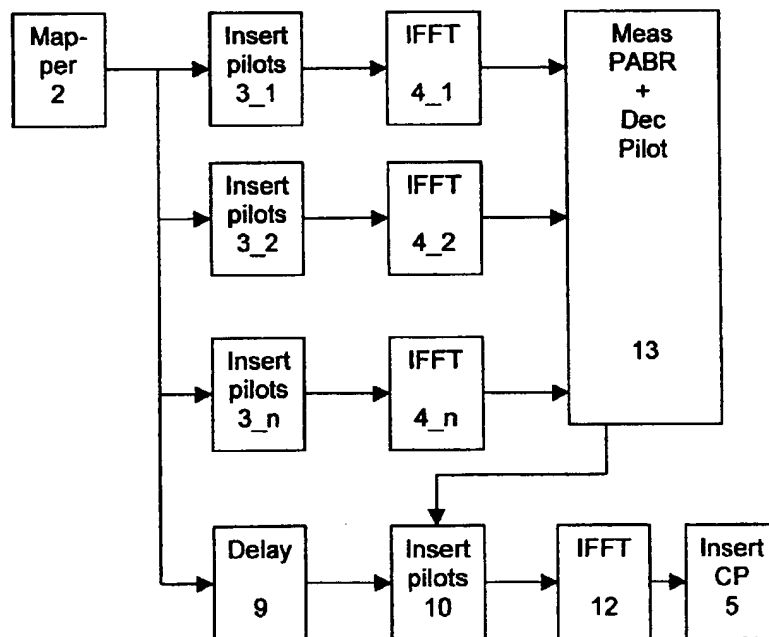 Map-
per
2
Insert
pilots
3_1
IFFT
4_1
Meas
PABR
+
Dec
Pilot
13
Insert
pilots
3_2
IFFT
4_2
Insert
pilots
3_n
IFFT
4_n
Delay
9
Insert
pilots
10
IFFT
12
Insert
CP
5